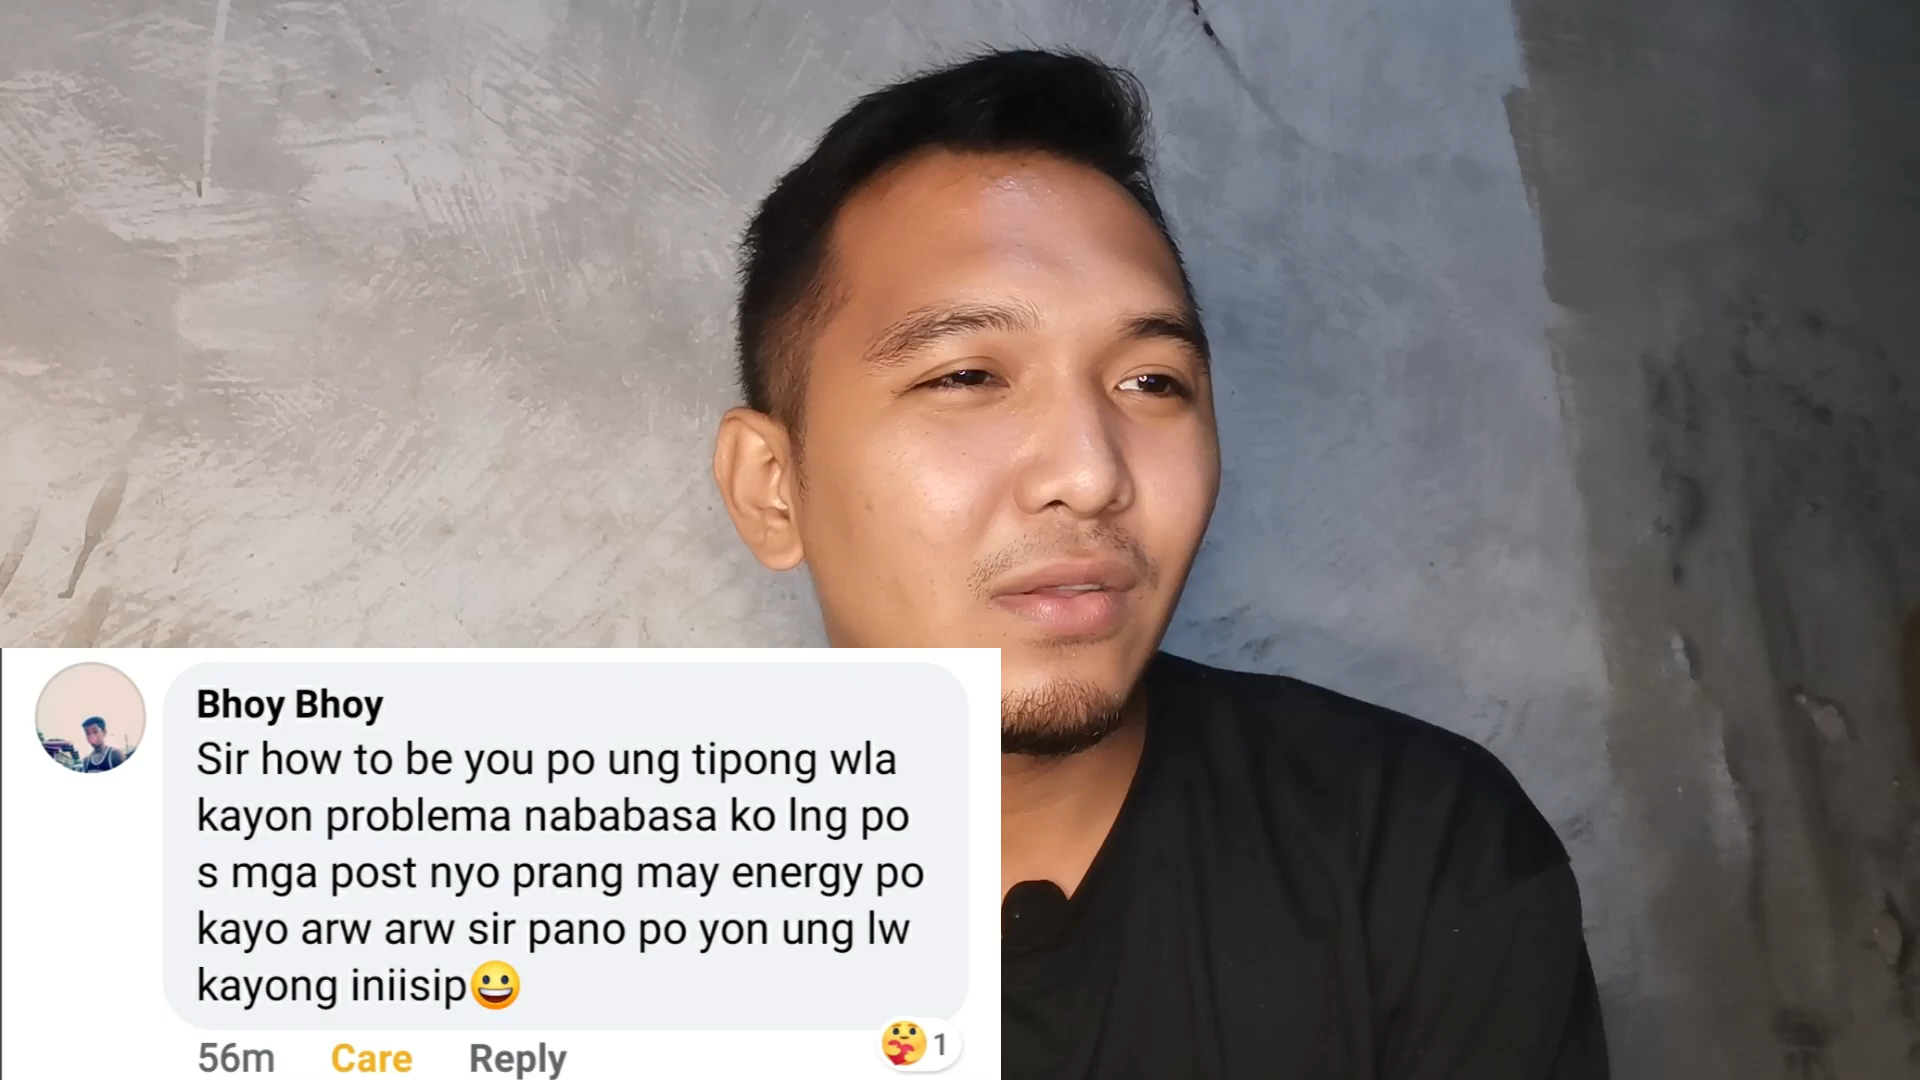 Bhoy Bhoy
Sir how to be you po ung tipong wla
kayon problema nababasa ko lng po
s mga post nyo prang may energy po
kayo arw arw sir pano po yon ung lw
kayong iniisip😀
56m Care Reply 1